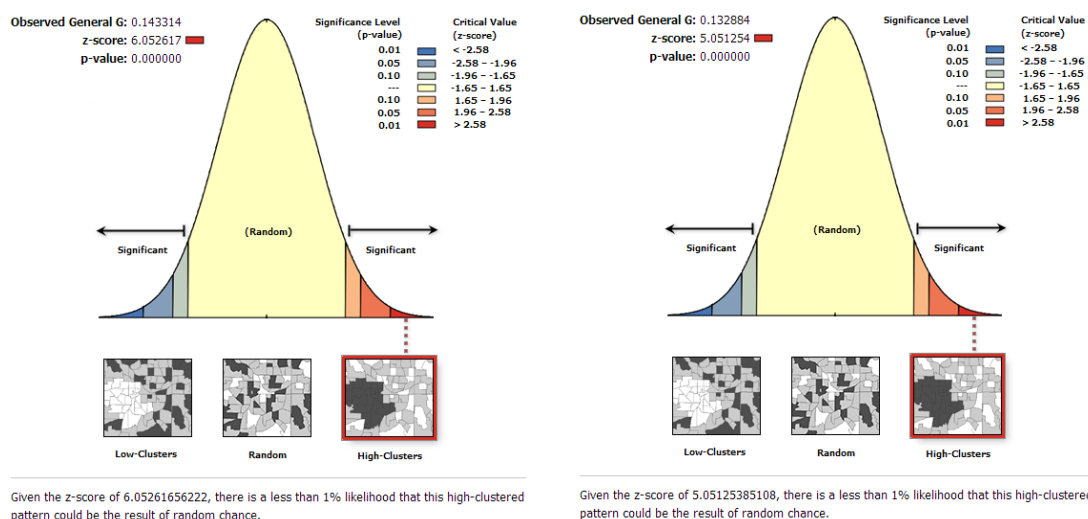 Observed General G: 0.143314
z-score: 6.052617
p-value: 0.000000
Significance Level Critical Value
(p-value) (z-score)
0.01 < -2.58
0.05 -2.58 – -1.96
0.10 -1.96 – -1.65
--- -1.65 – 1.65
0.10 1.65 – 1.96
0.05 1.96 – 2.58
0.01 > 2.58
(Random)
Significant Significant
Low-Clusters Random High-Clusters
Given the z-score of 6.05261656222, there is a less than 1% likelihood that this high-clustered
pattern could be the result of random chance.
Observed General G: 0.132884
z-score: 5.051254
p-value: 0.000000
Significance Level Critical Value
(p-value) (z-score)
0.01 < -2.58
0.05 -2.58 – -1.96
0.10 -1.96 – -1.65
--- -1.65 – 1.65
0.10 1.65 – 1.96
0.05 1.96 – 2.58
0.01 > 2.58
(Random)
Significant Significant
Low-Clusters Random High-Clusters
Given the z-score of 5.05125385108, there is a less than 1% likelihood that this high-clustered
pattern could be the result of random chance.